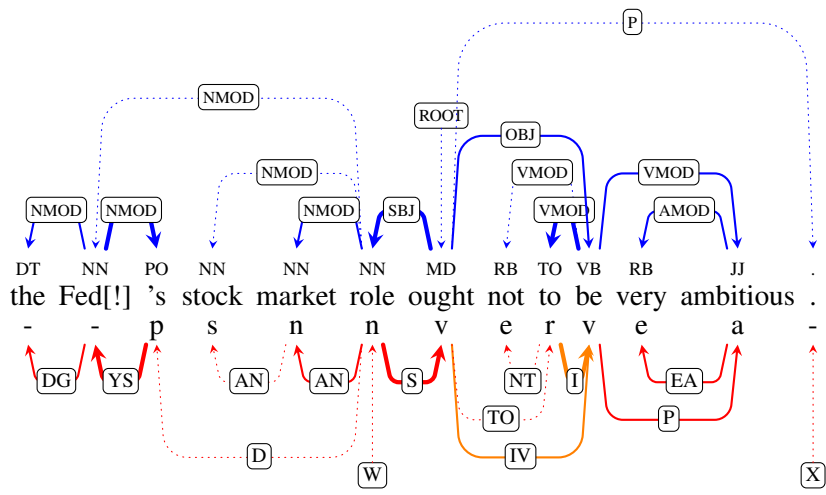 P
NMOD
ROOT
OBJ
NMOD VMOD VMOD
NMOD NMOD NMOD SBJ VMOD AMOD
DT NN PO NN NN NN MD RB TO VB RB JJ .
the Fed[!] 's stock market role ought not to be very ambitious .
- - p s n n v e r v e a -
DG YS AN AN S NT I EA
TO P
D IV
W X